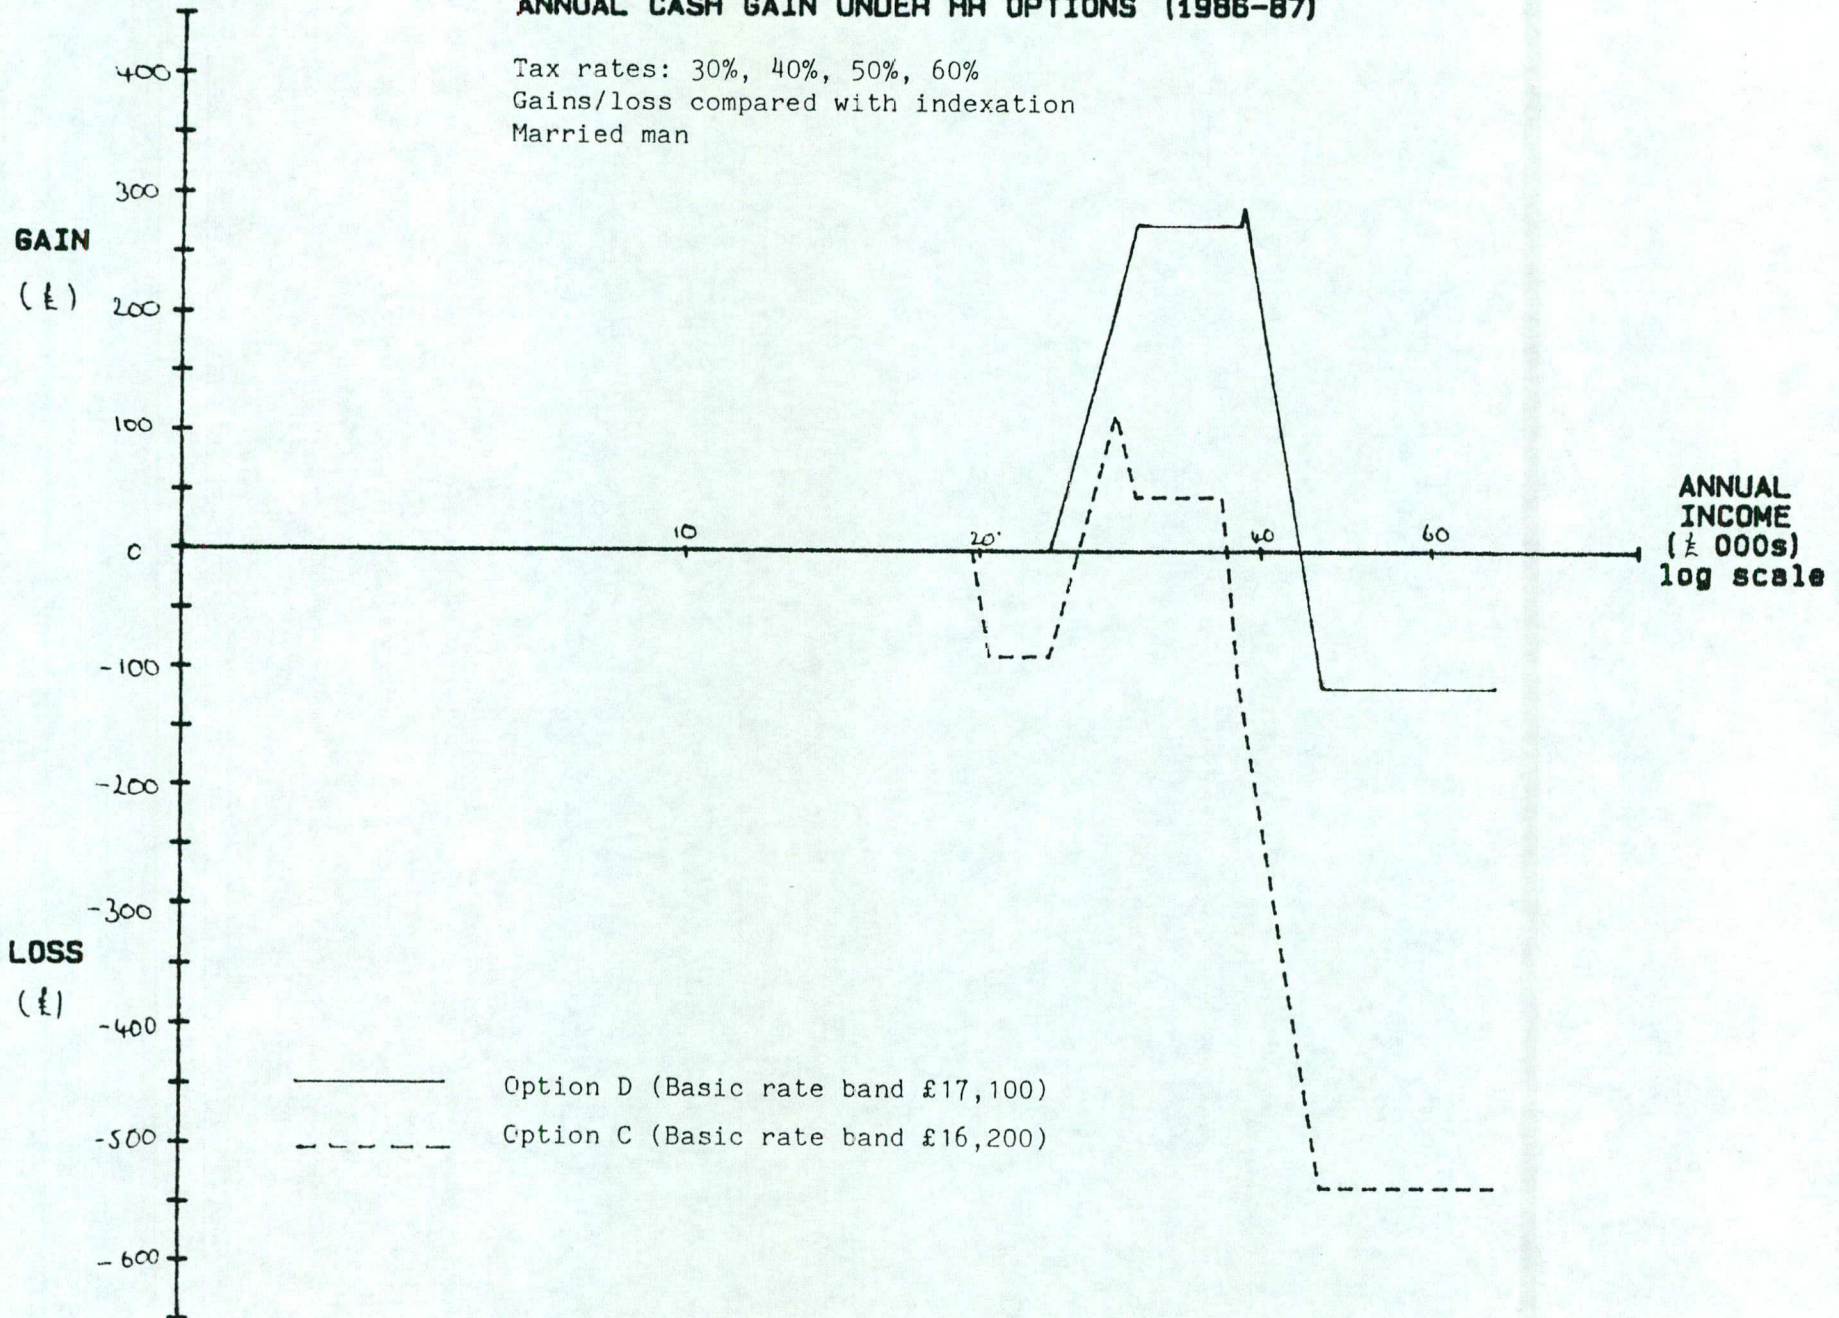 ANNUAL CASH GAIN UNDER HR OPTIONS (1986-87)
Tax rates: 30%, 40%, 50%, 60%
Gains/loss compared with indexation
Married man
400
300
GAIN
(£)
200
100
0
10
20
40
60
ANNUAL
INCOME
(£ 000s)
log scale
-100
-200
-300
LOSS
(£)
-400
Option D (Basic rate band £17,100)
-500
Option C (Basic rate band £16,200)
-600